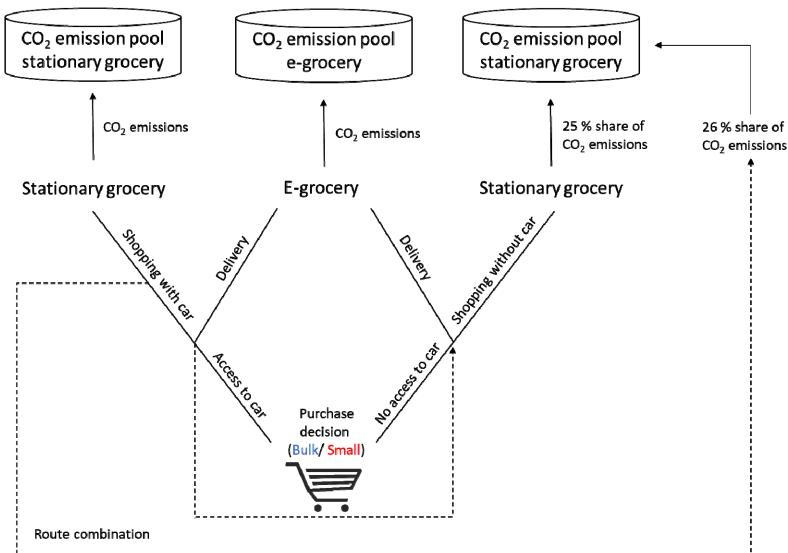 CO₂ emission pool
stationary grocery
CO₂ emission pool
e-grocery
CO₂ emission pool
stationary grocery
CO₂ emissions
CO₂ emissions
25 % share of
CO₂ emissions
26 % share of
CO₂ emissions
Stationary grocery
E-grocery
Stationary grocery
Shopping with car
Delivery
Delivery
Shopping without car
Access to car
No access to car
Purchase
decision
(Bulk/ Small)
Route combination